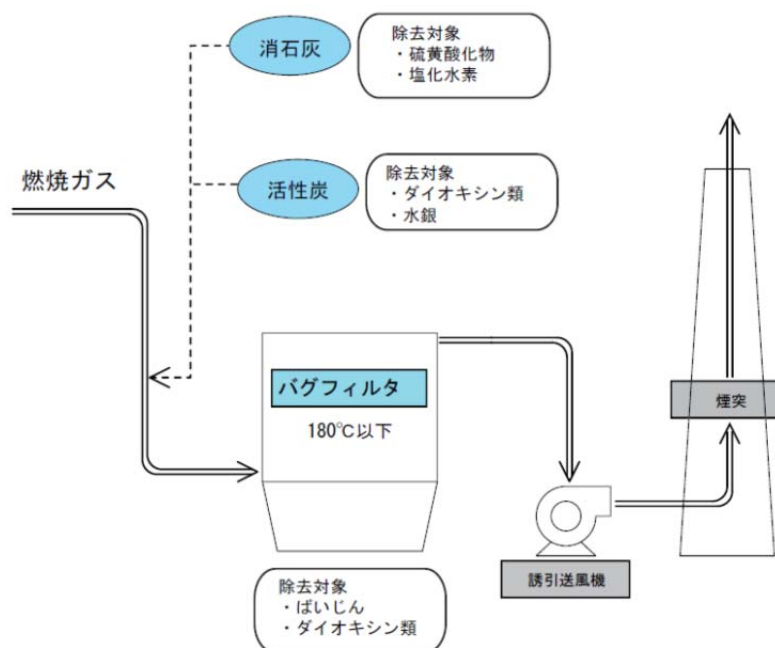 消石灰
除去対象
・硫黄酸化物
・塩化水素
燃焼ガス
活性炭
除去対象
・ダイオキシン類
・水銀
バグフィルタ
180℃以下
煙突
誘引送風機
除去対象
・ばいじん
・ダイオキシン類